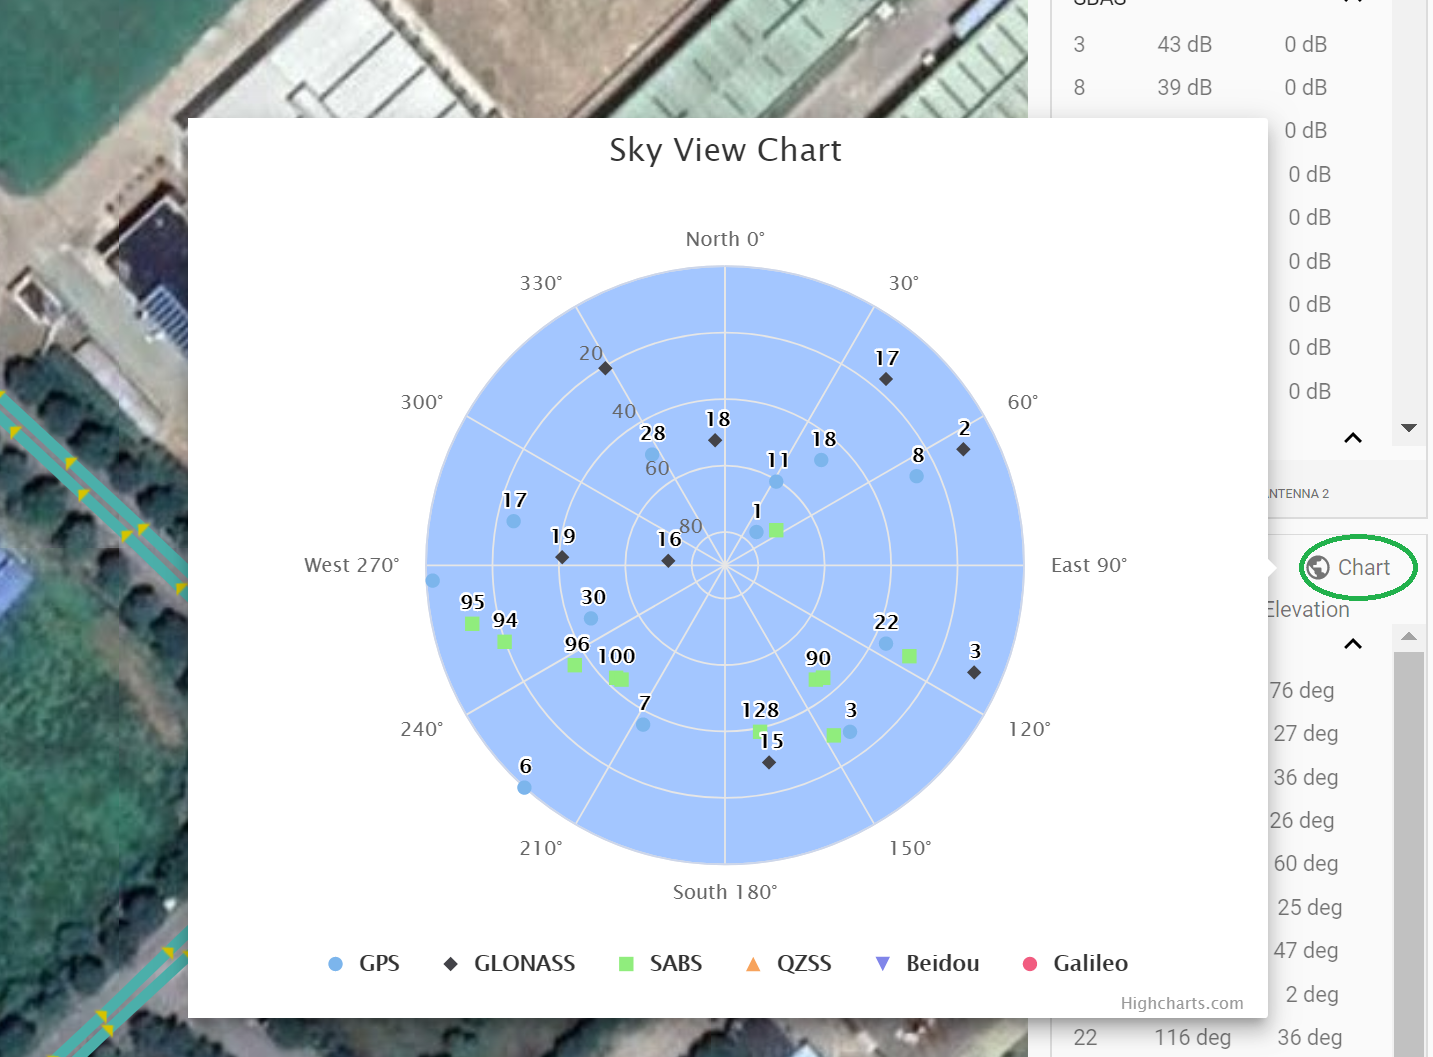 3 43 dB 0 dB
8 39 dB 0 dB
0 dB
0 dB
0 dB
0 dB
0 dB
0 dB
0 dB
ANTENNA 2
Chart
Elevation
76 deg
27 deg
36 deg
26 deg
60 deg
25 deg
47 deg
2 deg
22 116 deg 36 deg
Sky View Chart
North 0°
330° 30°
17
20
300° 60°
40
18 2
28 18
8
11
60
17
1
80
19 16
West 270° East 90°
95 30
94 22
96 3
100 90
7 128 3
240° 120°
15
6
210° 150°
South 180°
GPS GLONASS SABS QZSS Beidou Galileo
Highcharts.com